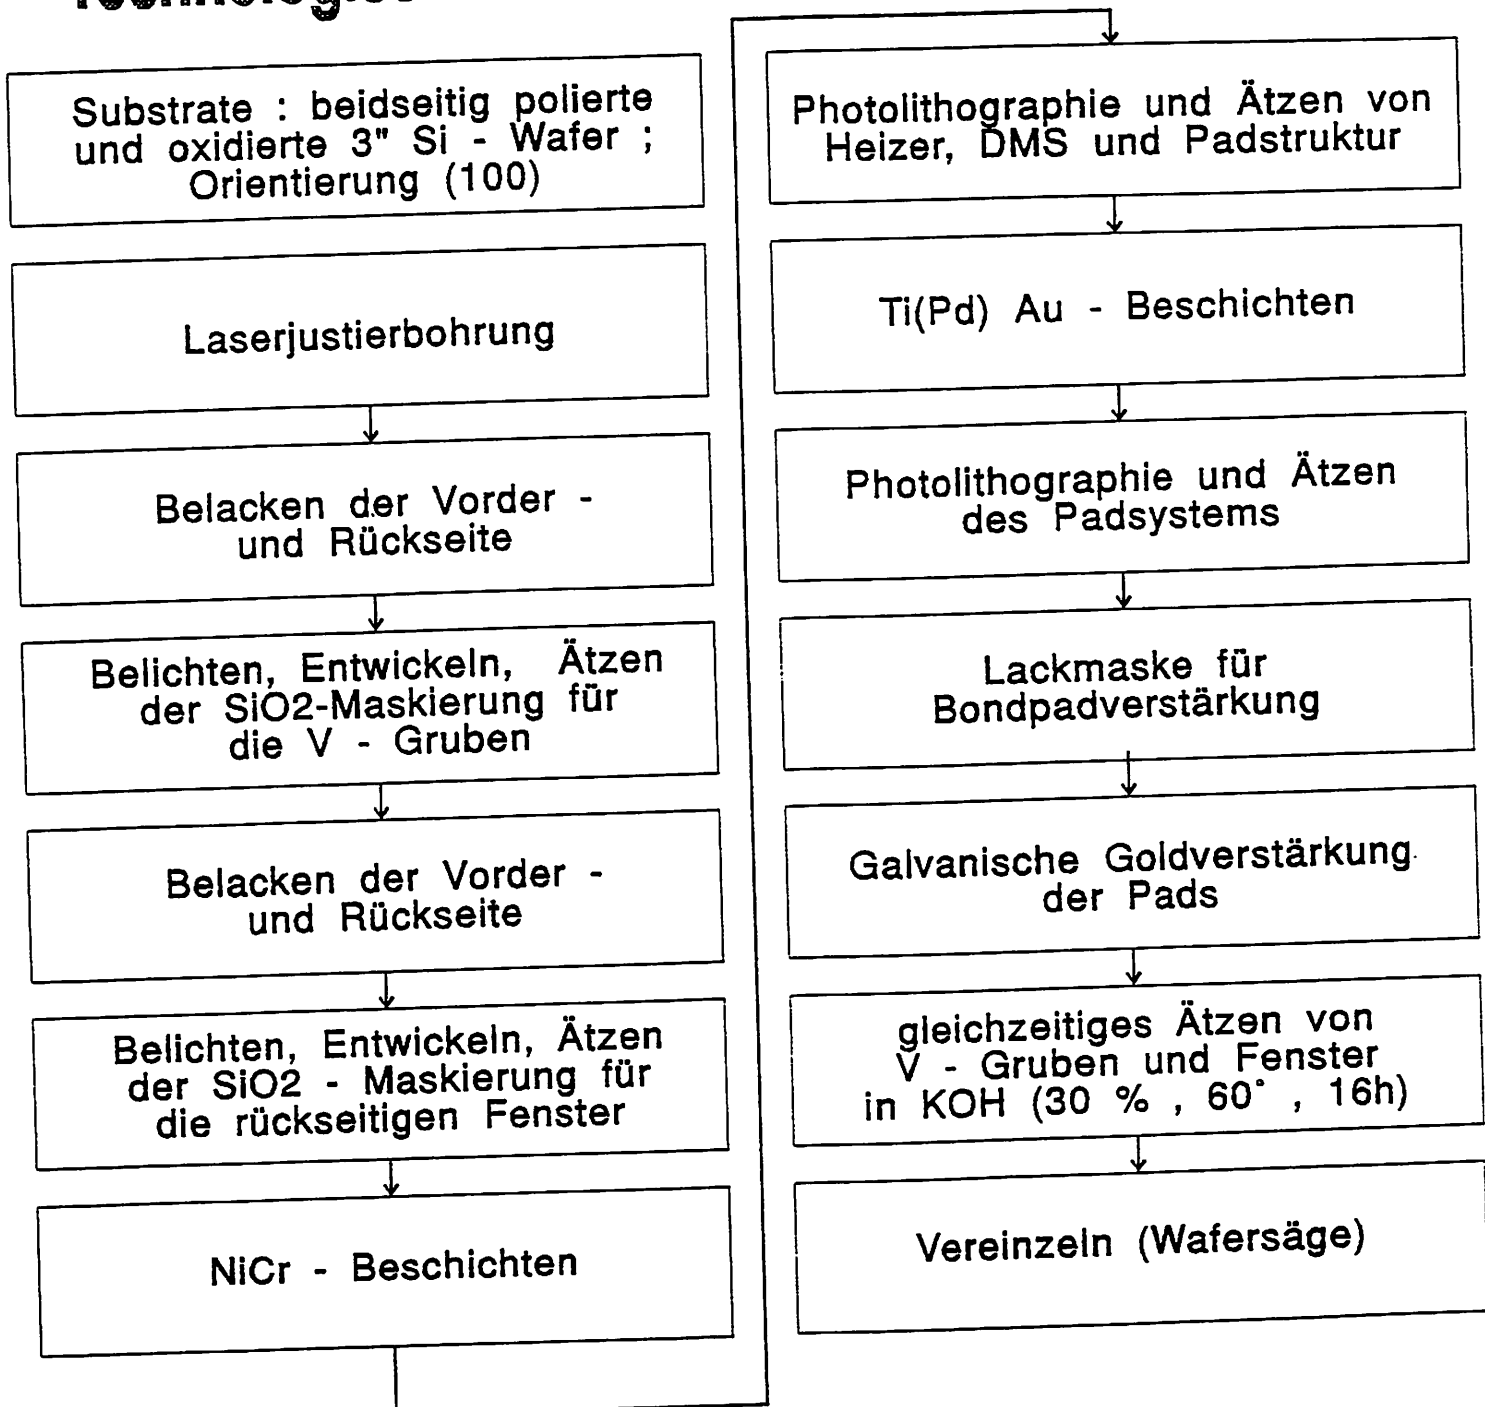 Substrate : beidseitig polierte
und oxidierte 3" Si - Wafer ;
Orientierung (100)
Laserjustierbohrung
Belacken der Vorder -
und Rückseite
Belichten, Entwickeln, Ätzen
der SiO2-Maskierung für
die V - Gruben
Belacken der Vorder -
und Rückseite
Belichten, Entwickeln, Ätzen
der SiO2 - Maskierung für
die rückseitigen Fenster
NiCr - Beschichten
Photolithographie und Ätzen von
Heizer, DMS und Padstruktur
Ti(Pd) Au - Beschichten
Photolithographie und Ätzen
des Padsystems
Lackmaske für
Bondpadverstärkung
Galvanische Goldverstärkung
der Pads
gleichzeitiges Ätzen von
V - Gruben und Fenster
in KOH (30 % , 60° , 16h)
Vereinzeln (Wafersäge)